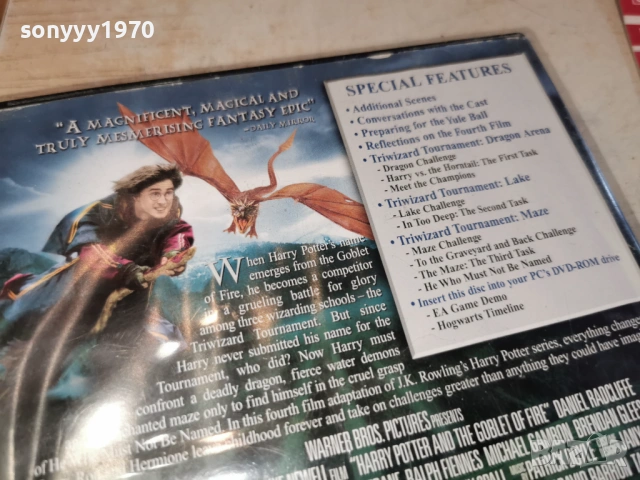 sonyyy1970
"A MAGNIFICENT, MAGICAL AND
TRULY MESMERISING FANTASY EPIC"
–DAILY MIRROR
SPECIAL FEATURES
• Additional Scenes
• Conversations with the Cast
• Preparing for the Yule Ball
• Reflections on the Fourth Film
• Triwizard Tournament: Dragon Arena
- Dragon Challenge
- Harry vs. the Horntail: The First Task
- Meet the Champions
• Triwizard Tournament: Lake
- Lake Challenge
- In Too Deep: The Second Task
• Triwizard Tournament: Maze
- Maze Challenge
- To the Graveyard and Back Challenge
- The Maze: The Third Task
- He Who Must Not Be Named
• Insert this disc into your PC's DVD-ROM drive
- EA Game Demo
- Hogwarts Timeline
When Harry Potter's name
emerges from the Goblet
of Fire, he becomes a competitor
in a grueling battle for glory
among three wizarding schools – the
Triwizard Tournament. But since
Harry never submitted his name for the
Tournament, who did? Now Harry must
confront a deadly dragon, fierce water demons
maze only to find himself in the cruel grasp
Must Not Be Named. In this fourth film adaptation of J.K. Rowling's Harry Potter series, everything changes
Hermione leave childhood forever and take on challenges greater than anything they could have imag
WARNER BROS. PICTURES PRESENTS
"HARRY POTTER AND THE GOBLET OF FIRE" DANIEL RADCLIFFE
FILM RALPH FIENNES MICHAEL GAMBON BRENDAN
PATRICK DOYLE
DAVID BARRON